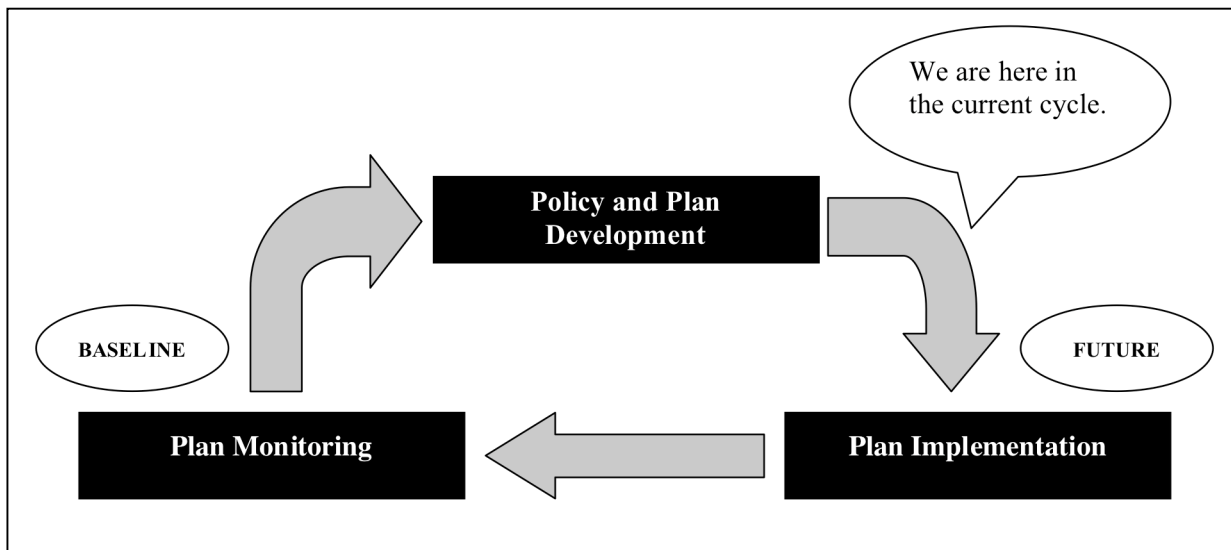 We are here in
the current cycle.
Policy and Plan
Development
BASELINE
FUTURE
Plan Monitoring
Plan Implementation